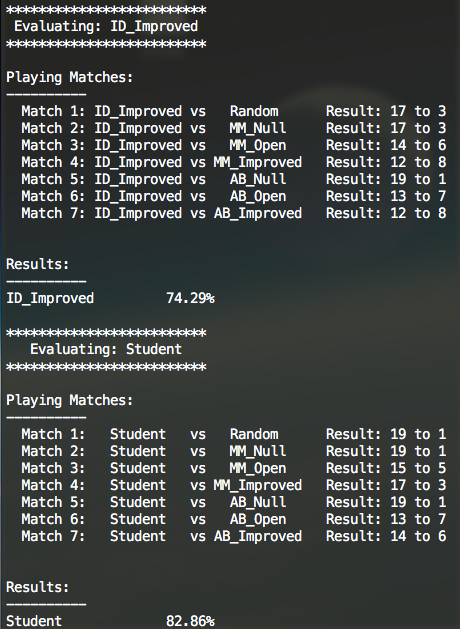 *************************
Evaluating: ID_Improved
*************************
Playing Matches:
----------
Match 1: ID_Improved vs Random Result: 17 to 3
Match 2: ID_Improved vs MM_Null Result: 17 to 3
Match 3: ID_Improved vs MM_Open Result: 14 to 6
Match 4: ID_Improved vs MM_Improved Result: 12 to 8
Match 5: ID_Improved vs AB_Null Result: 19 to 1
Match 6: ID_Improved vs AB_Open Result: 13 to 7
Match 7: ID_Improved vs AB_Improved Result: 12 to 8
Results:
----------
ID_Improved 74.29%
*************************
Evaluating: Student
*************************
Playing Matches:
----------
Match 1: Student vs Random Result: 19 to 1
Match 2: Student vs MM_Null Result: 19 to 1
Match 3: Student vs MM_Open Result: 15 to 5
Match 4: Student vs MM_Improved Result: 17 to 3
Match 5: Student vs AB_Null Result: 19 to 1
Match 6: Student vs AB_Open Result: 13 to 7
Match 7: Student vs AB_Improved Result: 14 to 6
Results:
----------
Student 82.86%